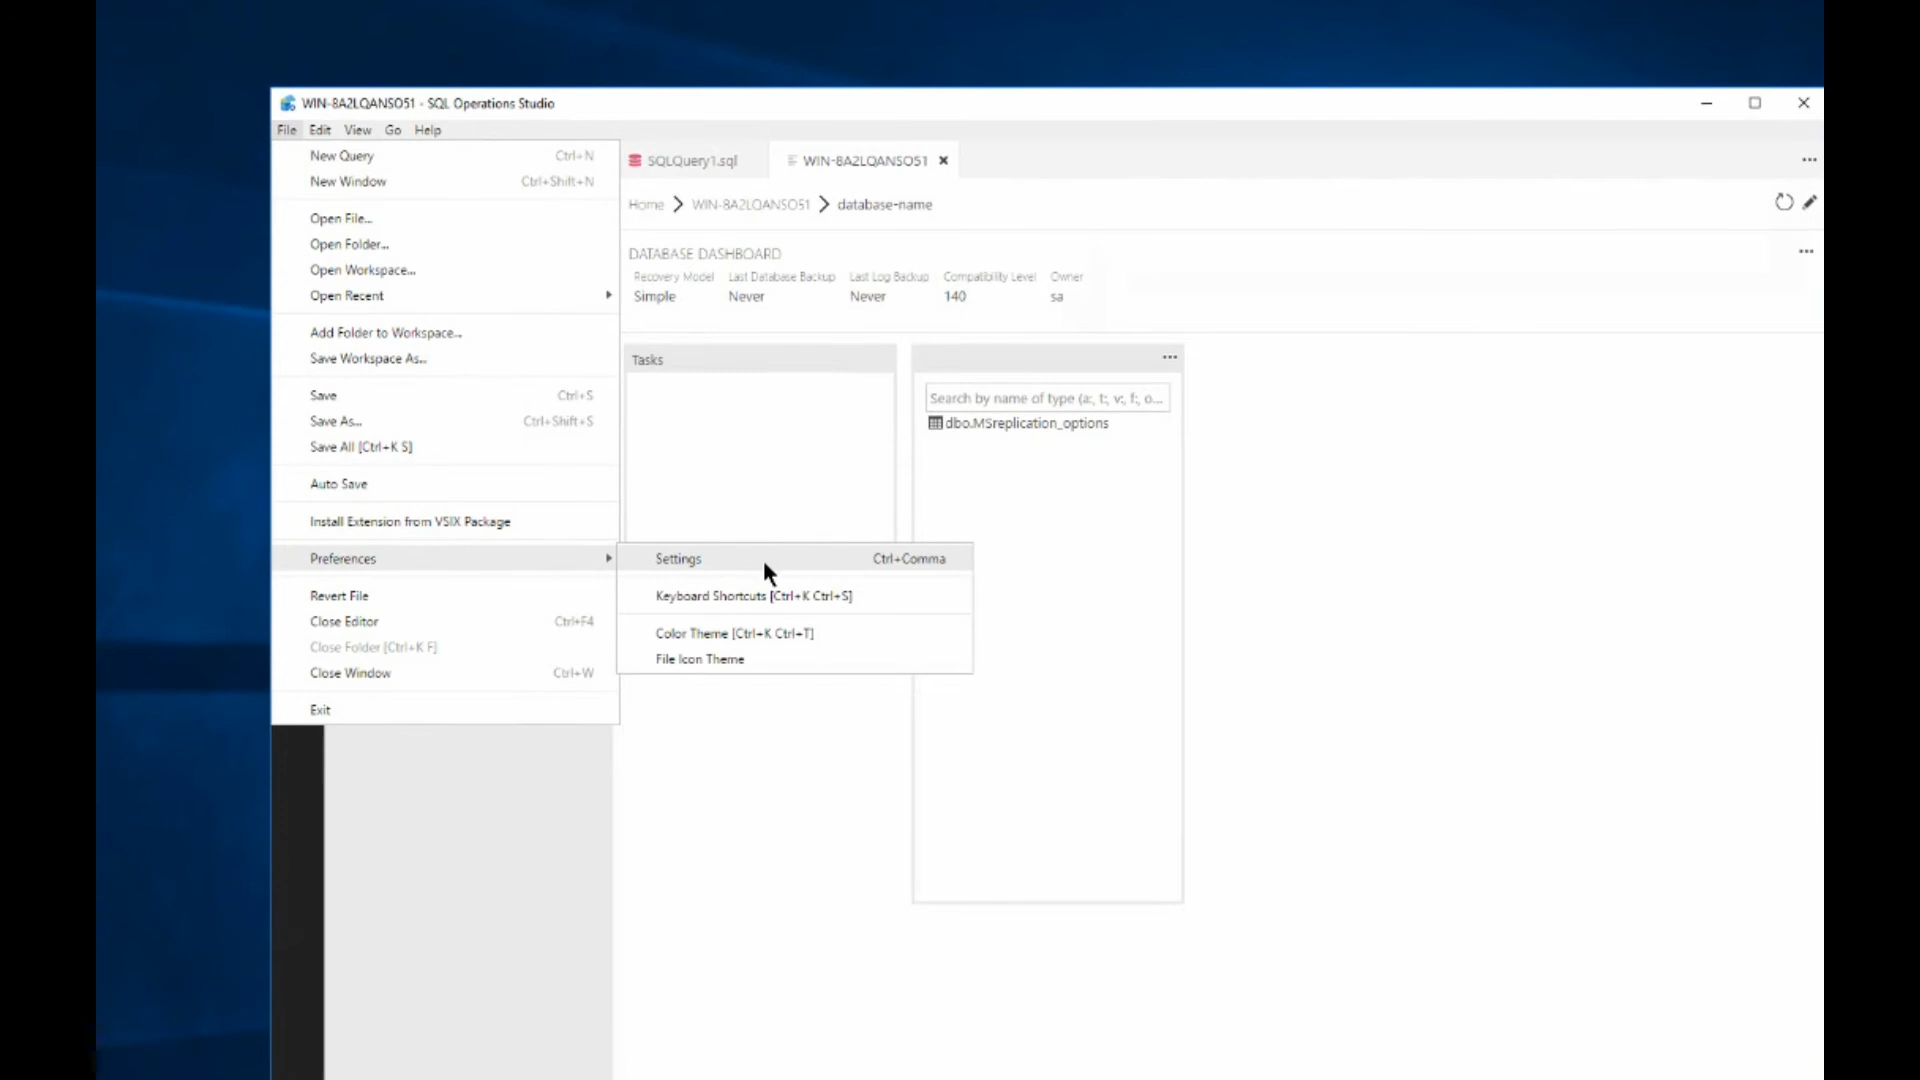 WIN-8A2LQANSO51 - SQL Operations Studio
File Edit View Go Help
New Query Ctrl+N
New Window Ctrl+Shift+N
Open File...
Open Folder...
Open Workspace...
Open Recent
Add Folder to Workspace...
Save Workspace As...
Save Ctrl+S
Save As... Ctrl+Shift+S
Save All [Ctrl+K S]
Auto Save
Install Extension from VSIX Package
Preferences
Revert File
Close Editor Ctrl+F4
Close Folder [Ctrl+K F]
Close Window Ctrl+W
Exit
Settings Ctrl+Comma
Keyboard Shortcuts [Ctrl+K Ctrl+S]
Color Theme [Ctrl+K Ctrl+T]
File Icon Theme
SQLQuery1.sql WIN-8A2LQANSO51
Home WIN-8A2LQANSO51 database-name
DATABASE DASHBOARD
Recovery Model Last Database Backup Last Log Backup Compatibility Level Owner
Simple Never Never 140 sa
Tasks
Search by name of type (a:, t:, v:, f:, o...
dbo.MSreplication_options